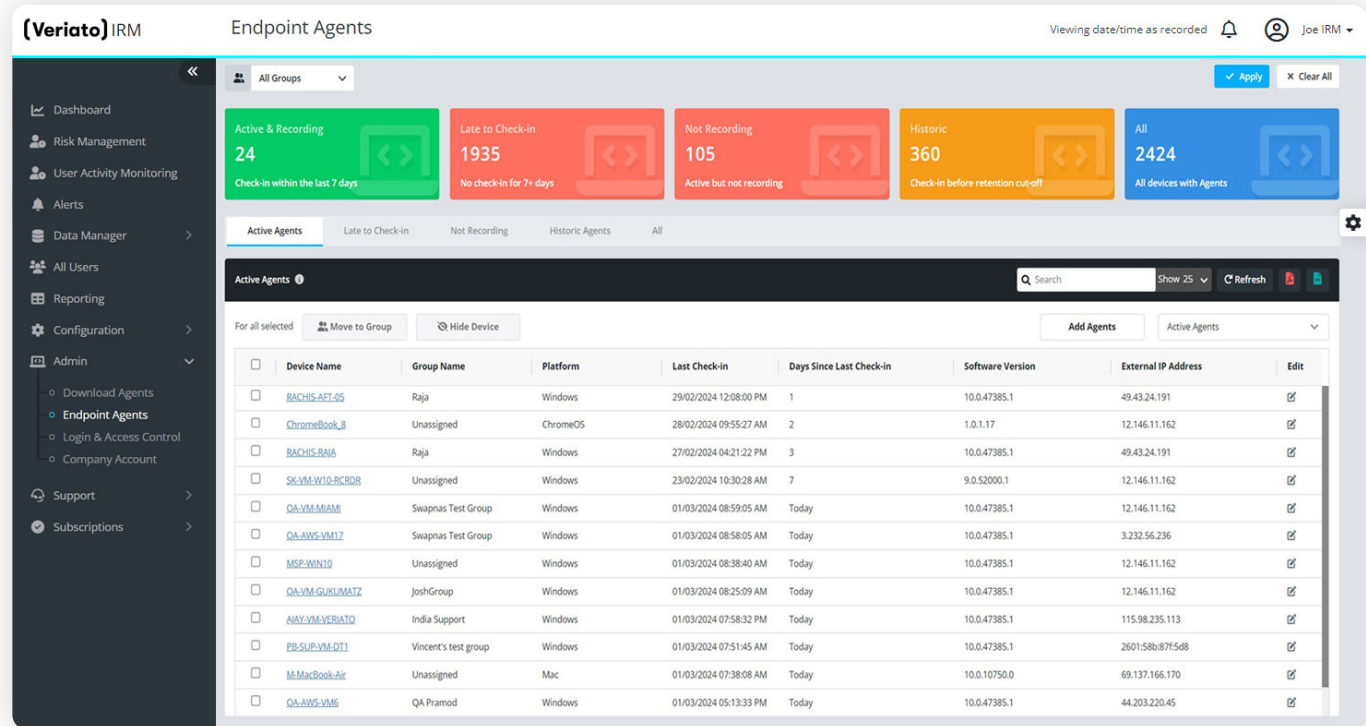 (Veriato) IRM
Endpoint Agents
Viewing date/time as recorded
Joe IRM
Dashboard
Risk Management
User Activity Monitoring
Alerts
Data Manager
All Users
Reporting
Configuration
Admin
Download Agents
Endpoint Agents
Login & Access Control
Company Account
Support
Subscriptions
All Groups
Apply
X Clear All
Active & Recording
24
Check-in within the last 7 days
Late to Check-in
1935
No check-in for 7+ days
Not Recording
105
Active but not recording
Historic
360
Check-in before retention cut-off
All
2424
All devices with Agents
Active Agents Late to Check-in Not Recording Historic Agents All
Active Agents
Search
Show 25
Refresh
For all selected Move to Group Hide Device Add Agents Active Agents
Device Name Group Name Platform Last Check-in Days Since Last Check-in Software Version External IP Address Edit
RACHIS-AFT-05 Raja Windows 29/02/2024 12:08:00 PM 1 10.0.47385.1 49.43.24.191
ChromeBook_8 Unassigned ChromeOS 28/02/2024 09:55:27 AM 2 1.0.1.17 12.146.11.162
RACHIS-RAJA Raja Windows 27/02/2024 04:21:22 PM 3 10.0.47385.1 49.43.24.191
SK-VM-W10-RCRDR Unassigned Windows 23/02/2024 10:30:28 AM 7 9.0.52000.1 12.146.11.162
QA-VM-MIAMI Swapnas Test Group Windows 01/03/2024 08:59:05 AM Today 10.0.47385.1 12.146.11.162
QA-AWS-VM17 Swapnas Test Group Windows 01/03/2024 08:58:05 AM Today 10.0.47385.1 3.232.56.236
MSP-WIN10 Unassigned Windows 01/03/2024 08:38:40 AM Today 10.0.47385.1 12.146.11.162
QA-VM-GUKUMATZ JoshGroup Windows 01/03/2024 08:25:09 AM Today 10.0.47385.1 12.146.11.162
AJAY-VM-VERIATO India Support Windows 01/03/2024 07:58:32 PM Today 10.0.47385.1 115.98.235.113
PB-SUP-VM-DT1 Vincent's test group Windows 01/03/2024 07:51:45 AM Today 10.0.47385.1 2601:58b:87f:5d8
M-MacBook-Air Unassigned Mac 01/03/2024 07:38:08 AM Today 10.0.10750.0 69.137.166.170
QA-AWS-VM6 QA Pramod Windows 01/03/2024 05:13:33 PM Today 10.0.47385.1 44.203.220.45